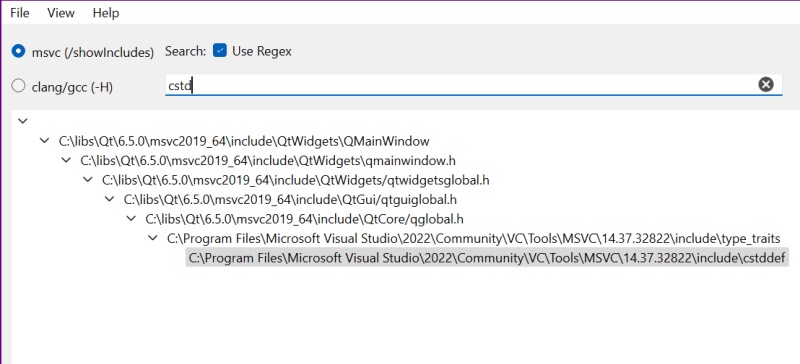 File View Help
msvc (/showIncludes) Search: Use Regex
clang/gcc (-H) cstd
C:\libs\Qt\6.5.0\msvc2019_64\include\QtWidgets\QMainWindow
C:\libs\Qt\6.5.0\msvc2019_64\include\QtWidgets\qmainwindow.h
C:\libs\Qt\6.5.0\msvc2019_64\include\QtWidgets/qtwidgetsglobal.h
C:\libs\Qt\6.5.0\msvc2019_64\include\QtGui/qtguiglobal.h
C:\libs\Qt\6.5.0\msvc2019_64\include\QtCore/qglobal.h
C:\Program Files\Microsoft Visual Studio\2022\Community\VC\Tools\MSVC\14.37.32822\include\type_traits
C:\Program Files\Microsoft Visual Studio\2022\Community\VC\Tools\MSVC\14.37.32822\include\cstddef